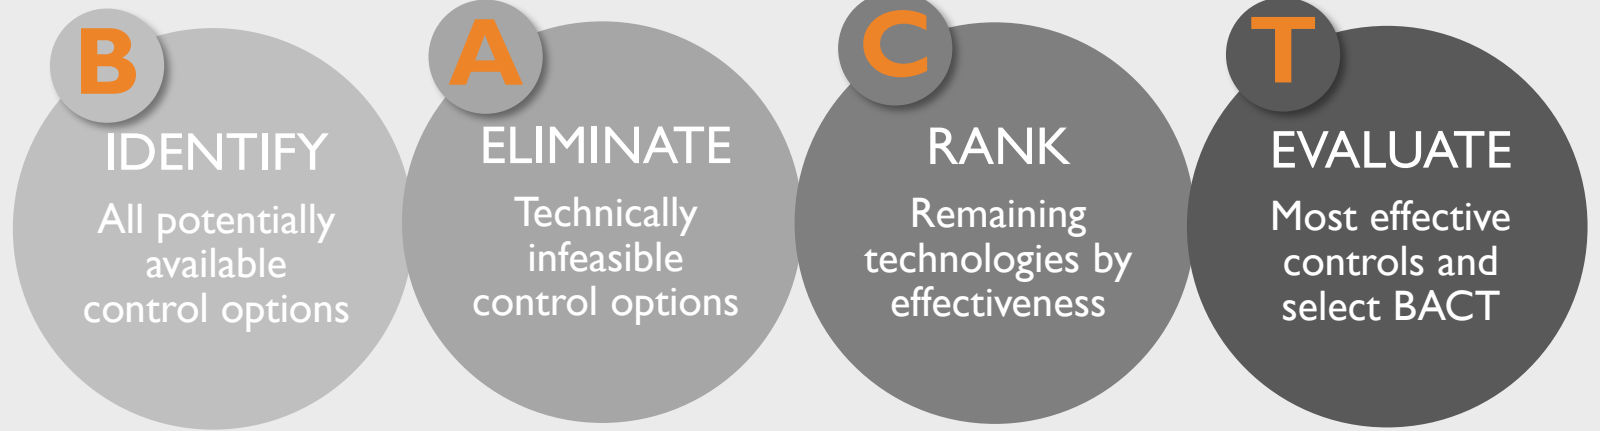 B
IDENTIFY
All potentially
available
control options
A
ELIMINATE
Technically
infeasible
control options
C
RANK
Remaining
technologies by
effectiveness
T
EVALUATE
Most effective
controls and
select BACT